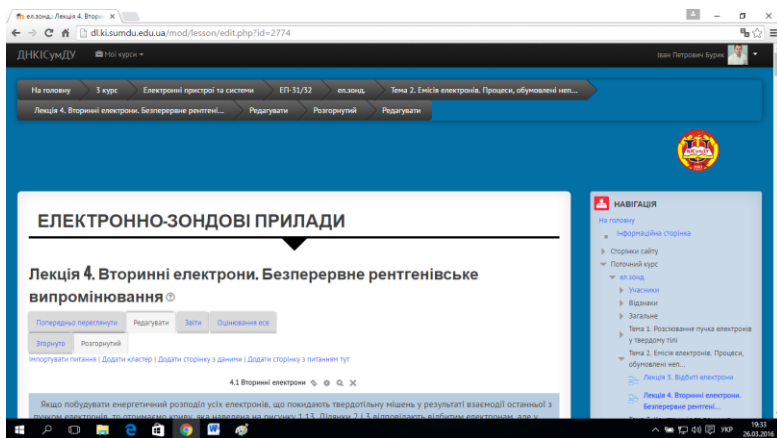 ел.зонд.: Лекція 4. Втори
dl.ki.sumdu.edu.ua/mod/lesson/edit.php?id=2774
ДНКІСумДУ Мої курси
Іван Петрович Бурик
На головну 3 курс Електронні пристрої та системи ЕП-31/32 ел.зонд. Тема 2. Емісія електронів. Процеси, обумовлені неп...
Лекція 4. Вторинні електрони. Безперервне рентгені... Редагувати Розгорнутий Редагувати
ЕЛЕКТРОННО-ЗОНДОВІ ПРИЛАДИ
Лекція 4. Вторинні електрони. Безперервне рентгенівське
випромінювання
Попередньо переглянути Редагувати Звіти Оцінювання есе
Згорнуто Розгорнутий
Імпортувати питання | Додати кластер | Додати сторінку з даними | Додати сторінку з питанням тут
4.1 Вторинні електрони
Якщо побудувати енергетичний розподіл усіх електронів, що покидають твердотільну мішень у результаті взаємодії останньої з
пучком електронів, то отримаємо криву, яка наведена на рисунку 1.13. Ділянки 2 і 3 відповідають відбитим електронам, але у
НАВІГАЦІЯ
На головну
Інформаційна сторінка
Сторінки сайту
Поточний курс
ел.зонд.
Учасники
Відзнаки
Загальне
Тема 1. Розсіювання пучка електронів
у твердому тілі
Тема 2. Емісія електронів. Процеси,
обумовлені неп...
Лекція 3. Відбиті електрони
Лекція 4. Вторинні електрони.
Безперервне рентгені...
УКР
19:33
26.03.2016